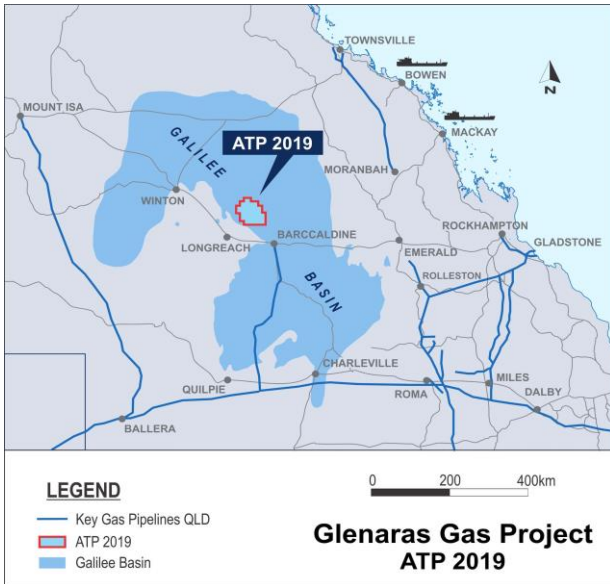 TOWNSVILLE
BOWEN
N
MOUNT ISA
MACKAY
GALILEE
ATP 2019
MORANBAH
WINTON
ROCKHAMPTON
LONGREACH
BARCCALDINE
GLADSTONE
EMERALD
BASIN
ROLLESTON
CHARLEVILLE
QUILPIE
ROMA
MILES
DALBY
BALLERA
LEGEND
Key Gas Pipelines QLD
ATP 2019
Galilee Basin
0 200 400km
Glenaras Gas Project
ATP 2019